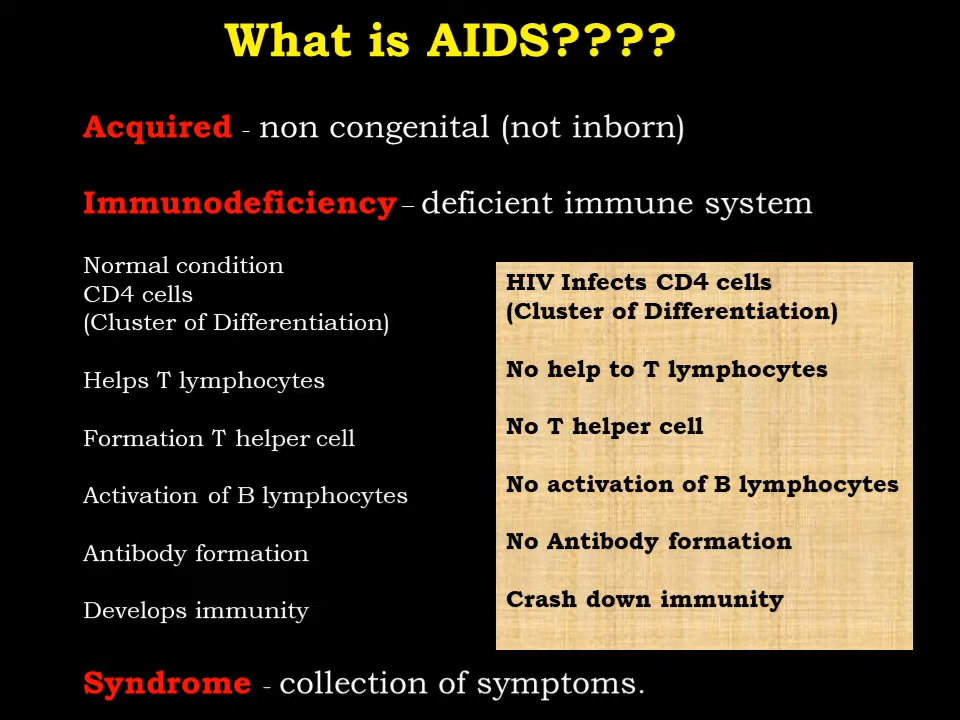 What is AIDS????
Acquired - non congenital (not inborn)
Immunodeficiency – deficient immune system
Normal condition
CD4 cells
(Cluster of Differentiation)
Helps T lymphocytes
Formation T helper cell
Activation of B lymphocytes
Antibody formation
Develops immunity
HIV Infects CD4 cells
(Cluster of Differentiation)
No help to T lymphocytes
No T helper cell
No activation of B lymphocytes
No Antibody formation
Crash down immunity
Syndrome - collection of symptoms.